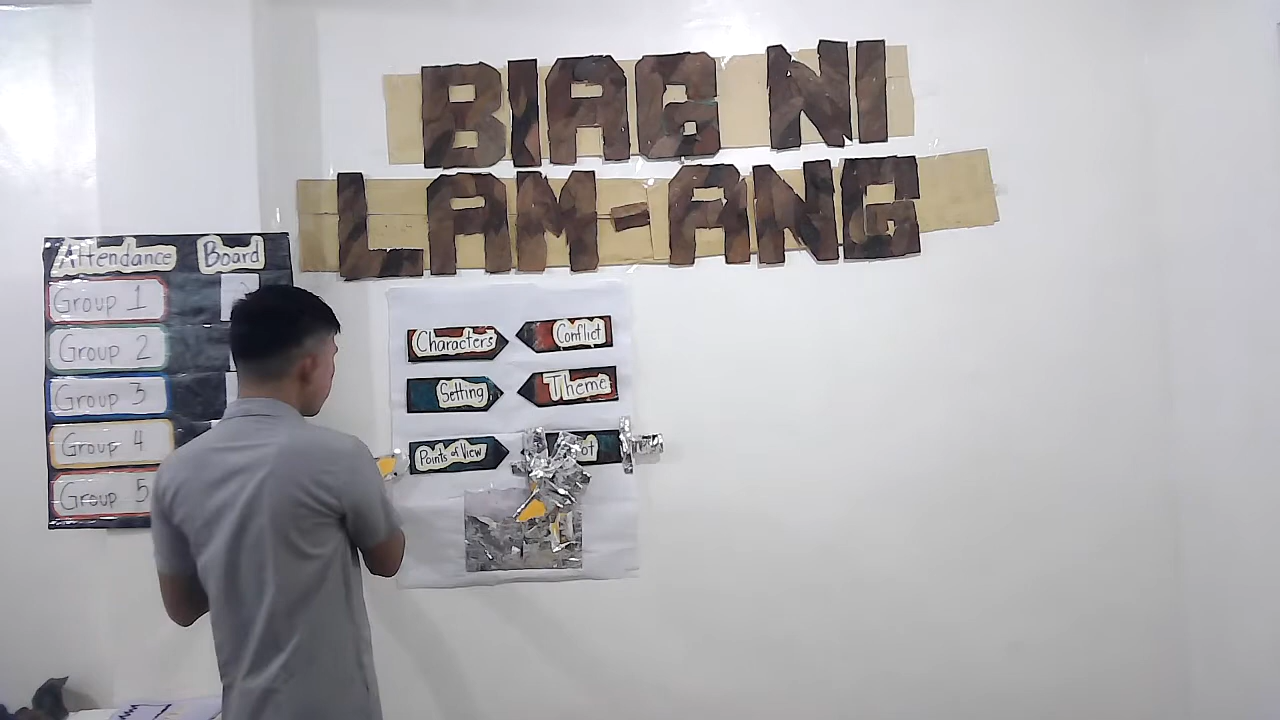 BIAG NI
LAM-ANG
Attendance Board
Group 1
Group 2
Group 3
Group 4
Group 5
Characters
Conflict
Setting
Theme
Points of View